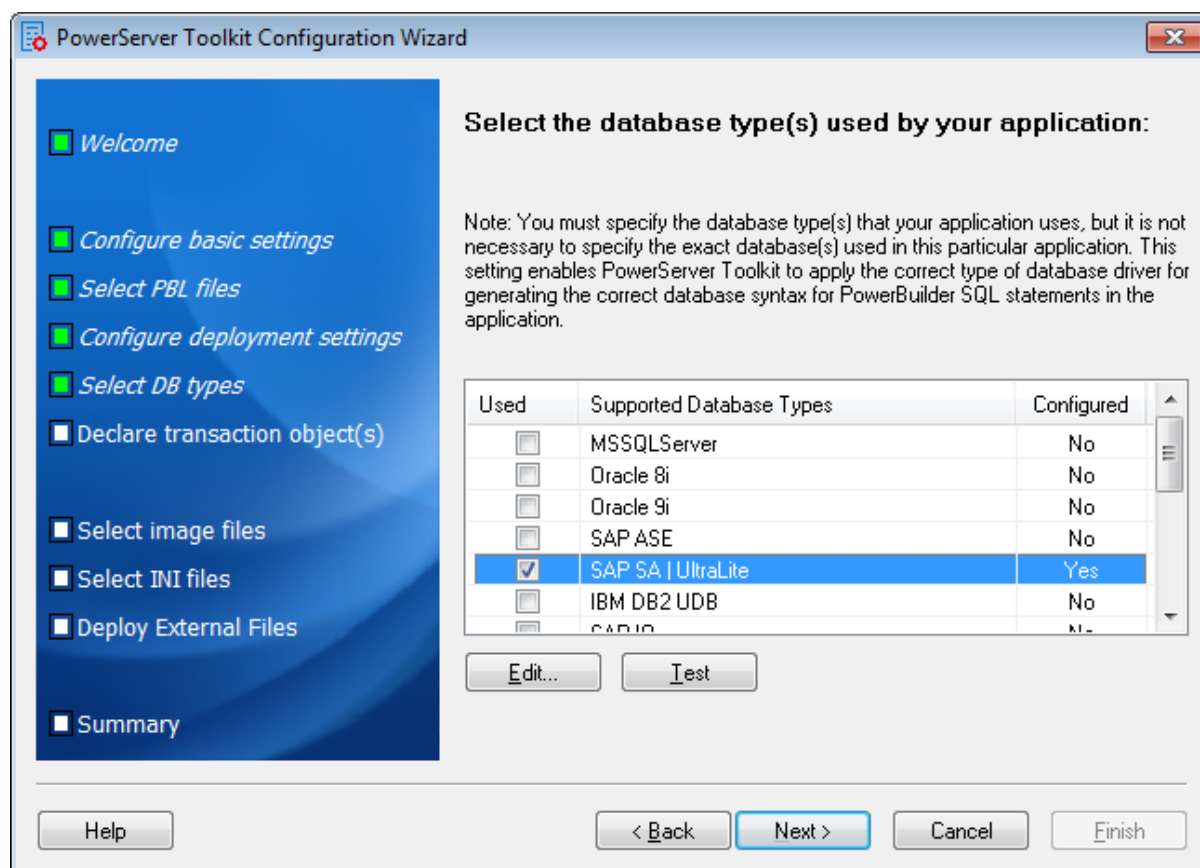 PowerServer Toolkit Configuration Wizard
Welcome
Configure basic settings
Select PBL files
Configure deployment settings
Select DB types
Declare transaction object(s)
Select image files
Select INI files
Deploy External Files
Summary
Select the database type(s) used by your application:
Note: You must specify the database type(s) that your application uses, but it is not
necessary to specify the exact database(s) used in this particular application. This
setting enables PowerServer Toolkit to apply the correct type of database driver for
generating the correct database syntax for PowerBuilder SQL statements in the
application.
Used Supported Database Types Configured
MSSQLServer No
Oracle 8i No
Oracle 9i No
SAP ASE No
SAP SA | UltraLite Yes
IBM DB2 UDB No
Edit... Test
Help < Back Next > Cancel Finish